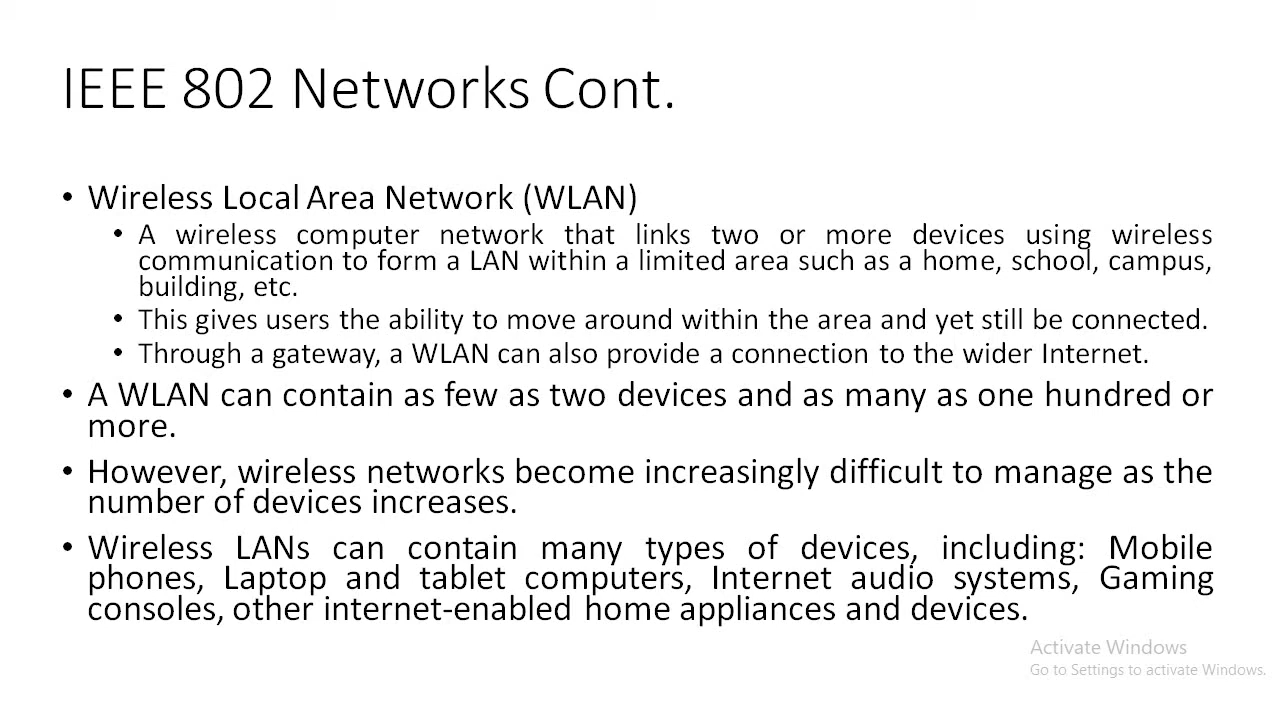 IEEE 802 Networks Cont.
• Wireless Local Area Network (WLAN)
• A wireless computer network that links two or more devices using wireless
communication to form a LAN within a limited area such as a home, school, campus,
building, etc.
• This gives users the ability to move around within the area and yet still be connected.
• Through a gateway, a WLAN can also provide a connection to the wider Internet.
• A WLAN can contain as few as two devices and as many as one hundred or
more.
• However, wireless networks become increasingly difficult to manage as the
number of devices increases.
• Wireless LANs can contain many types of devices, including: Mobile
phones, Laptop and tablet computers, Internet audio systems, Gaming
consoles, other internet-enabled home appliances and devices.
Activate Windows
Go to Settings to activate Windows.